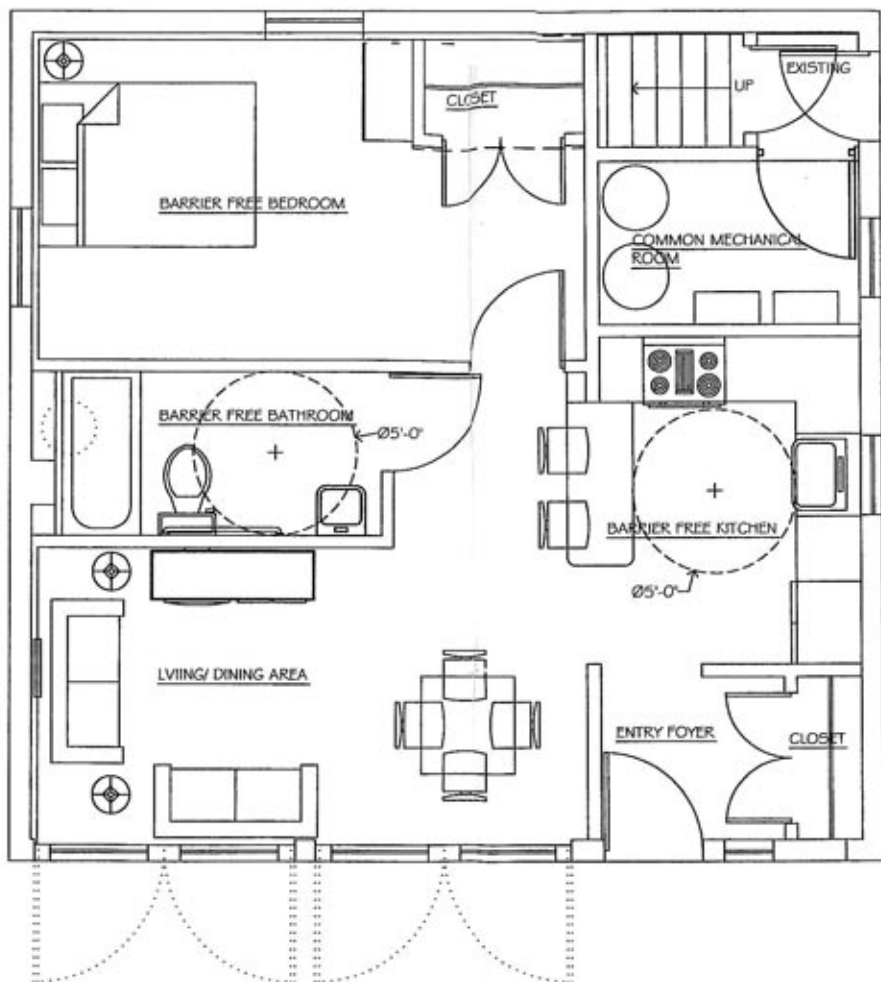 EXISTING
UP
CLOSET
BARRIER FREE BEDROOM
COMMON MECHANICAL
ROOM
BARRIER FREE BATHROOM
Ø5'-0"
BARRIER FREE KITCHEN
Ø5'-0"
LVIING/ DINING AREA
ENTRY FOYER
CLOSET